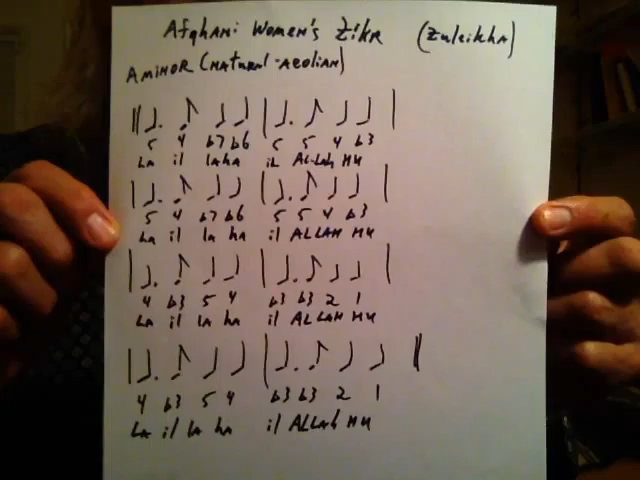 Afghani Women's Zikr (Zuleikha)
A minor (natural-aeolian)
5 4 b7 b6 5 5 4 b3
La il laha il Al-Lah Hu
5 4 b7 b6 5 5 4 b3
La il la ha il ALLAH HU
4 b3 5 4 b3 b3 2 1
La il la ha il ALLAH HU
4 b3 5 4 b3 b3 2 1
La il la ha il ALLAh Hu